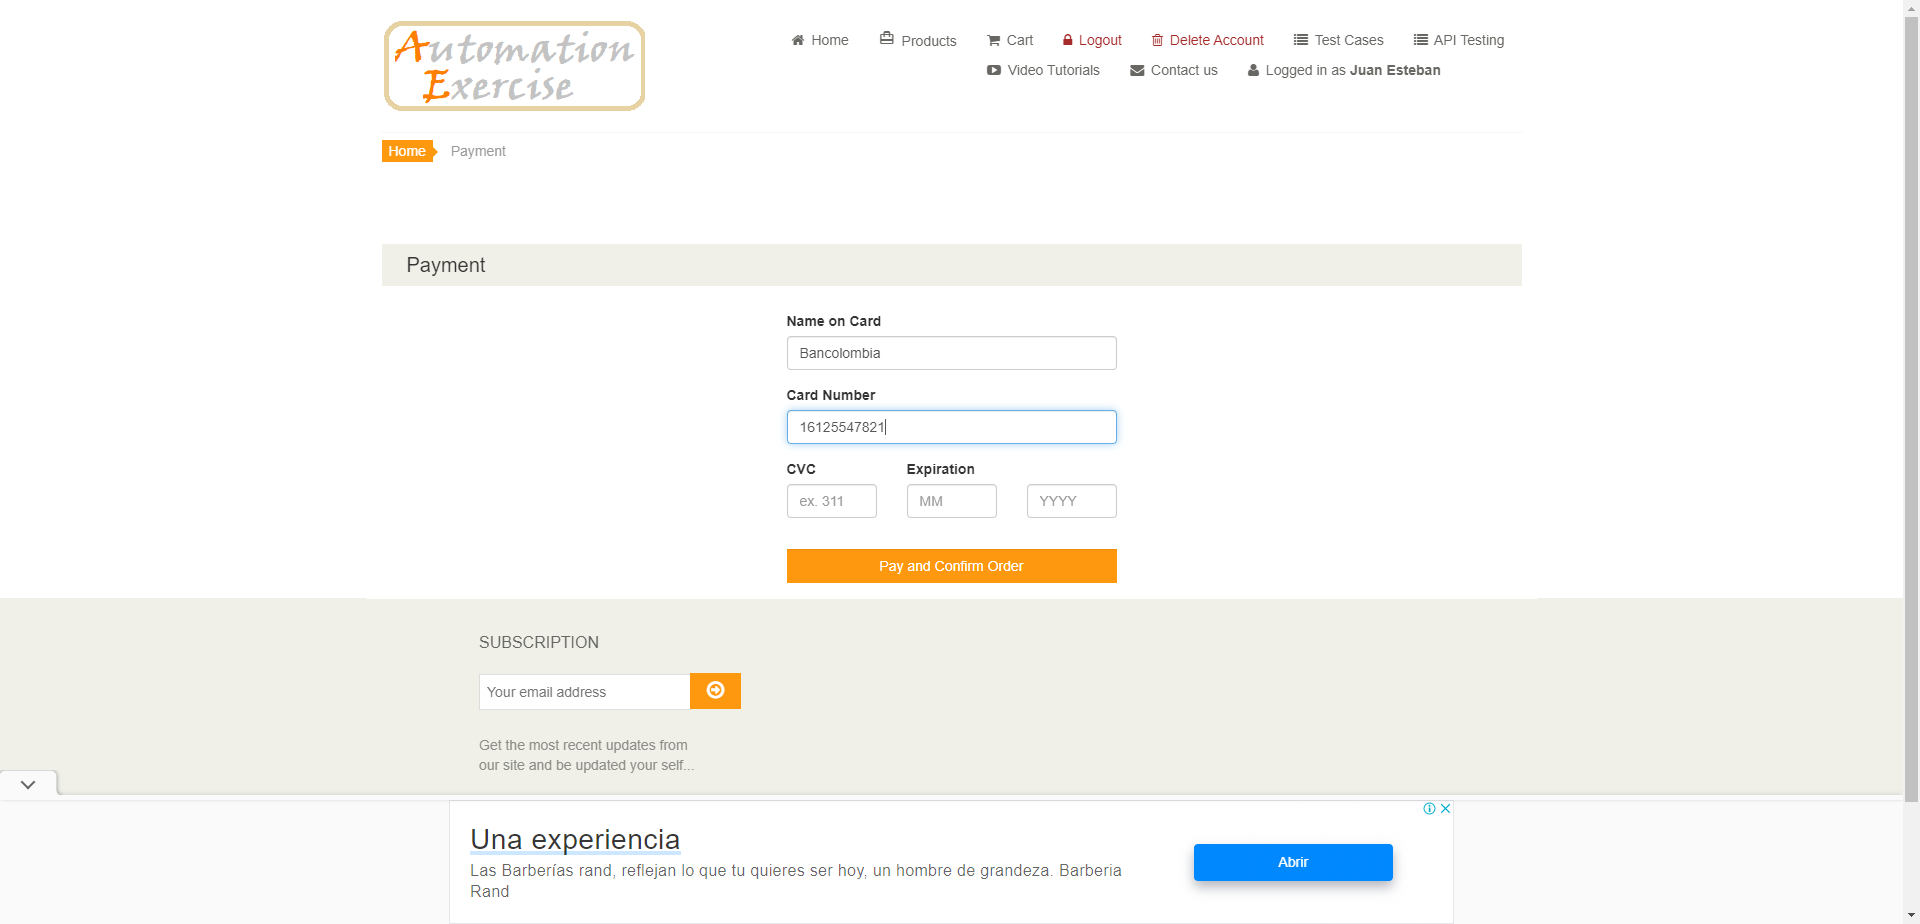 Automation
Exercise
Home
Products
Cart
Logout
Delete Account
Test Cases
API Testing
Video Tutorials
Contact us
Logged in as Juan Esteban
Home
Payment
Payment
Name on Card
Bancolombia
Card Number
16125547821
CVC
Expiration
ex. 311
MM
YYYY
Pay and Confirm Order
SUBSCRIPTION
Your email address
Get the most recent updates from
our site and be updated your self...
Una experiencia
Las Barberías rand, reflejan lo que tu quieres ser hoy, un hombre de grandeza. Barberia
Rand
Abrir